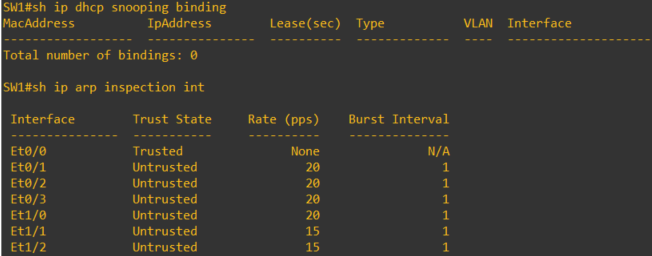 SW1#sh ip dhcp snooping binding
MacAddress          IpAddress        Lease(sec)  Type           VLAN  Interface
------------------  ---------------  ----------  -------------  ----  --------------------
Total number of bindings: 0
SW1#sh ip arp inspection int
Interface        Trust State     Rate (pps)    Burst Interval
---------------  -----------     ----------    --------------
Et0/0            Trusted               None               N/A
Et0/1            Untrusted               20                 1
Et0/2            Untrusted               20                 1
Et0/3            Untrusted               20                 1
Et1/0            Untrusted               20                 1
Et1/1            Untrusted               15                 1
Et1/2            Untrusted               15                 1